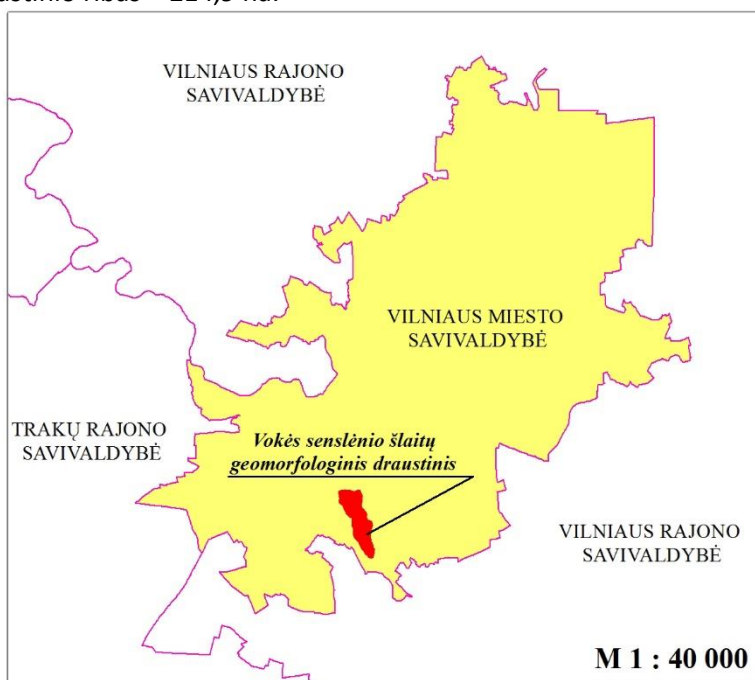 ribas
VILNIAUS RAJONO
SAVIVALDYBĖ
VILNIAUS MIESTO
SAVIVALDYBĖ
TRAKŲ RAJONO
SAVIVALDYBĖ
Vokės senslėnio šlaitų
geomorfologinis draustinis
VILNIAUS RAJONO
SAVIVALDYBĖ
M 1 : 40 000